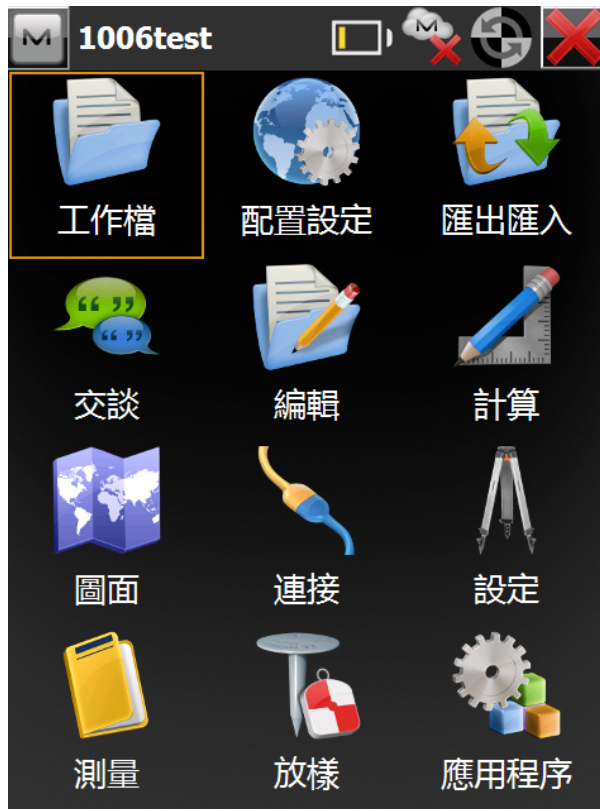 1006test
工作檔 配置設定 匯出匯入
交談 編輯 計算
圖面 連接 設定
測量 放樣 應用程序